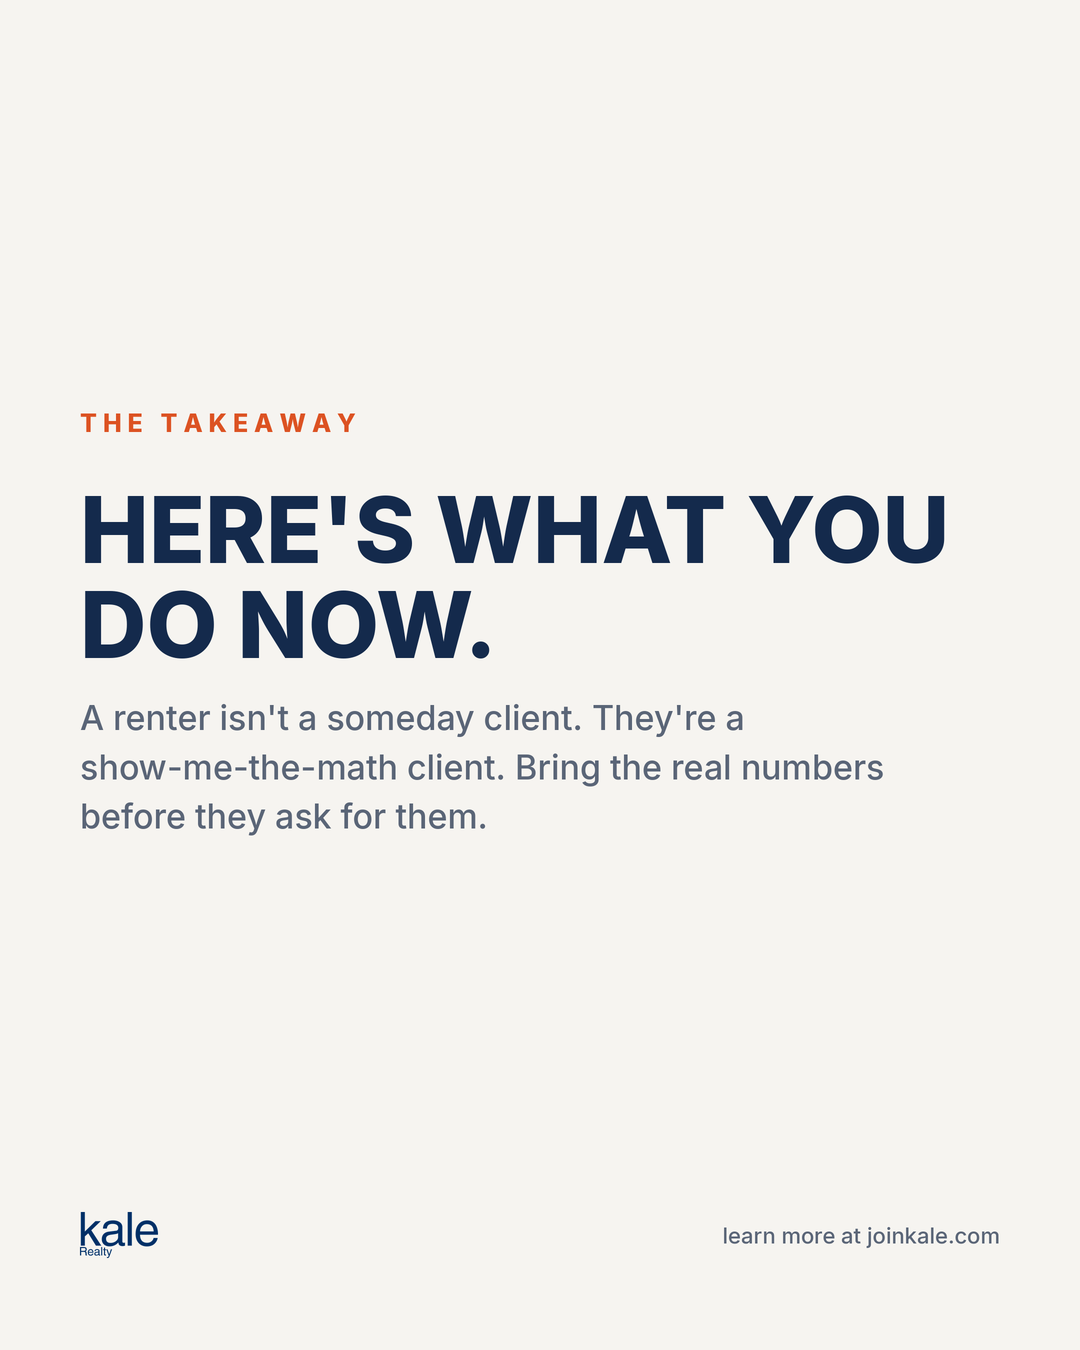 THE TAKEAWAY
HERE'S WHAT YOU
DO NOW.
A renter isn't a someday client. They're a
show-me-the-math client. Bring the real numbers
before they ask for them.
kale
Realty
learn more at joinkale.com